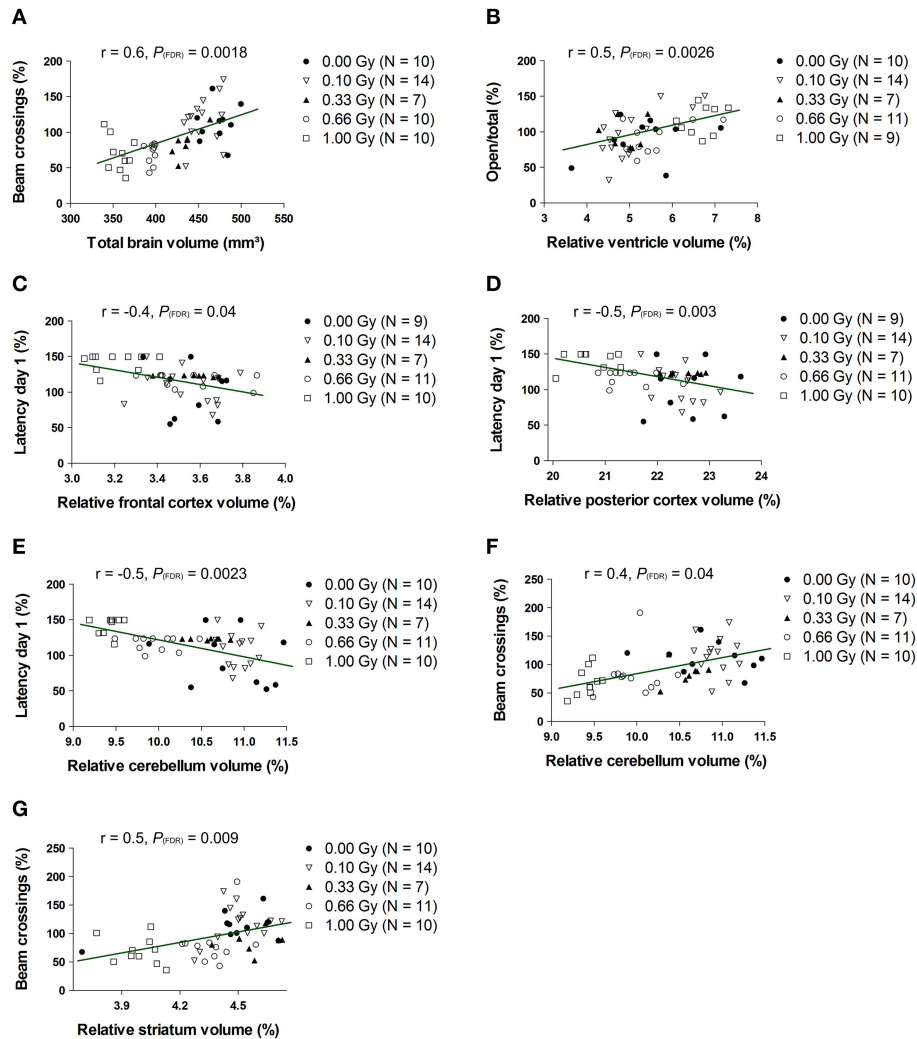 A
r = 0.6, P(FDR) = 0.0018
Beam crossings (%)
200
150
100
50
0
300 350 400 450 500 550
Total brain volume (mm³)
0.00 Gy (N = 10)
0.10 Gy (N = 14)
0.33 Gy (N = 7)
0.66 Gy (N = 10)
1.00 Gy (N = 10)
B
r = 0.5, P(FDR) = 0.0026
Open/total (%)
200
150
100
50
0
3 4 5 6 7 8
Relative ventricle volume (%)
0.00 Gy (N = 10)
0.10 Gy (N = 14)
0.33 Gy (N = 7)
0.66 Gy (N = 11)
1.00 Gy (N = 9)
C
r = -0.4, P(FDR) = 0.04
Latency day 1 (%)
200
150
100
50
0
3.0 3.2 3.4 3.6 3.8 4.0
Relative frontal cortex volume (%)
0.00 Gy (N = 9)
0.10 Gy (N = 14)
0.33 Gy (N = 7)
0.66 Gy (N = 11)
1.00 Gy (N = 10)
D
r = -0.5, P(FDR) = 0.003
Latency day 1 (%)
200
150
100
50
0
20 21 22 23 24
Relative posterior cortex volume (%)
0.00 Gy (N = 9)
0.10 Gy (N = 14)
0.33 Gy (N = 7)
0.66 Gy (N = 11)
1.00 Gy (N = 10)
E
r = -0.5, P(FDR) = 0.0023
Latency day 1 (%)
200
150
100
50
0
9.0 9.5 10.0 10.5 11.0 11.5
Relative cerebellum volume (%)
0.00 Gy (N = 10)
0.10 Gy (N = 14)
0.33 Gy (N = 7)
0.66 Gy (N = 11)
1.00 Gy (N = 10)
F
r = 0.4, P(FDR) = 0.04
Beam crossings (%)
250
200
150
100
50
0
9.0 9.5 10.0 10.5 11.0 11.5
Relative cerebellum volume (%)
0.00 Gy (N = 10)
0.10 Gy (N = 14)
0.33 Gy (N = 7)
0.66 Gy (N = 11)
1.00 Gy (N = 10)
G
r = 0.5, P(FDR) = 0.009
Beam crossings (%)
250
200
150
100
50
0
3.9 4.2 4.5
Relative striatum volume (%)
0.00 Gy (N = 10)
0.10 Gy (N = 14)
0.33 Gy (N = 7)
0.66 Gy (N = 11)
1.00 Gy (N = 10)